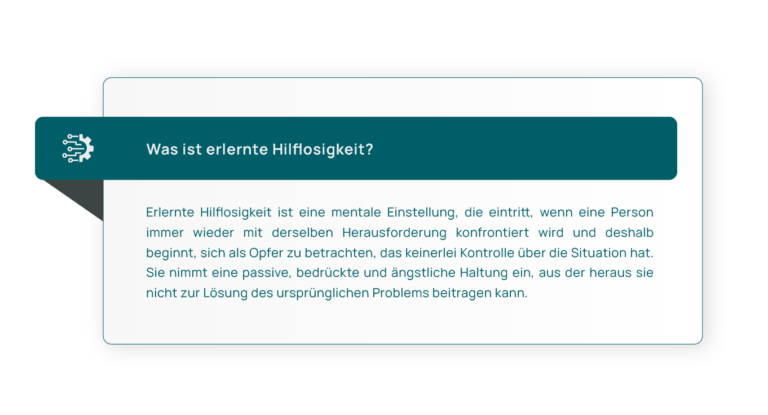 Was ist erlernte Hilflosigkeit?
Erlernte Hilflosigkeit ist eine mentale Einstellung, die eintritt, wenn eine Person
immer wieder mit derselben Herausforderung konfrontiert wird und deshalb
beginnt, sich als Opfer zu betrachten, das keinerlei Kontrolle über die Situation hat.
Sie nimmt eine passive, bedrückte und ängstliche Haltung ein, aus der heraus sie
nicht zur Lösung des ursprünglichen Problems beitragen kann.